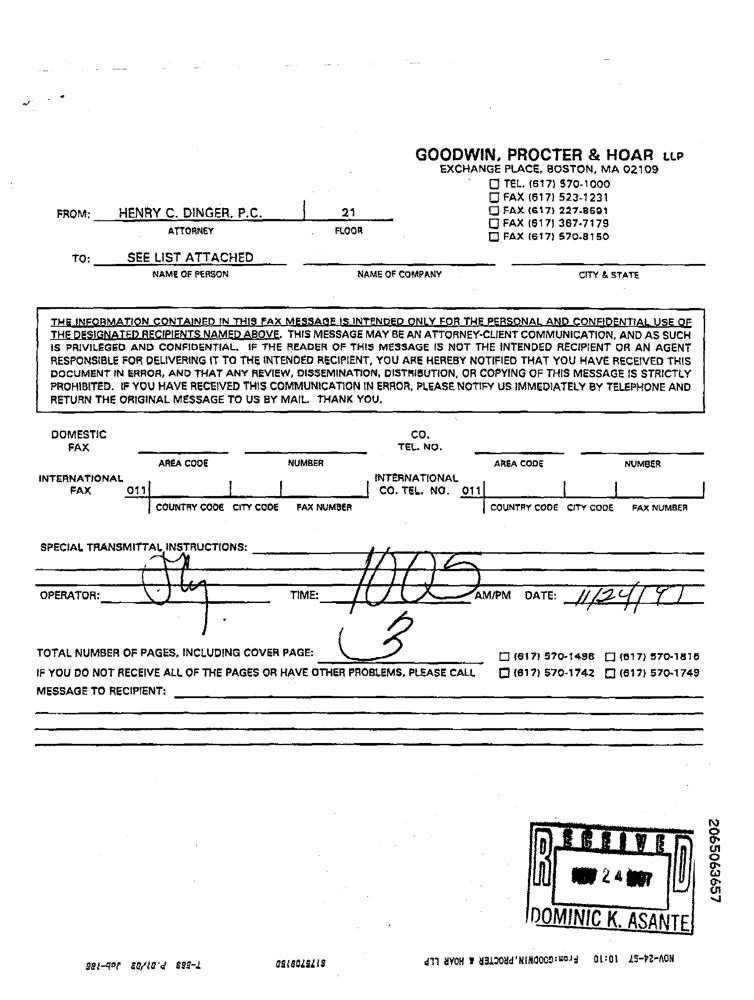 GOODWIN, PROCTER & HOAR LLP
EXCHANGE PLACE, BOSTON, MA 02109
☐ TEL. (617) 570-1000
☐ FAX (617) 523-1231
☐ FAX (617) 227-8591
☐ FAX (617) 367-7179
☐ FAX (617) 570-8150
FROM: HENRY C. DINGER, P.C. 21
ATTORNEY FLOOR
TO: SEE LIST ATTACHED
NAME OF PERSON NAME OF COMPANY CITY & STATE
THE INFORMATION CONTAINED IN THIS FAX MESSAGE IS INTENDED ONLY FOR THE PERSONAL AND CONFIDENTIAL USE OF
THE DESIGNATED RECIPIENTS NAMED ABOVE. THIS MESSAGE MAY BE AN ATTORNEY-CLIENT COMMUNICATION, AND AS SUCH
IS PRIVILEGED AND CONFIDENTIAL. IF THE READER OF THIS MESSAGE IS NOT THE INTENDED RECIPIENT OR AN AGENT
RESPONSIBLE FOR DELIVERING IT TO THE INTENDED RECIPIENT, YOU ARE HEREBY NOTIFIED THAT YOU HAVE RECEIVED THIS
DOCUMENT IN ERROR, AND THAT ANY REVIEW, DISSEMINATION, DISTRIBUTION, OR COPYING OF THIS MESSAGE IS STRICTLY
PROHIBITED. IF YOU HAVE RECEIVED THIS COMMUNICATION IN ERROR, PLEASE NOTIFY US IMMEDIATELY BY TELEPHONE AND
RETURN THE ORIGINAL MESSAGE TO US BY MAIL. THANK YOU.
DOMESTIC CO.
FAX TEL. NO.
AREA CODE NUMBER AREA CODE NUMBER
INTERNATIONAL INTERNATIONAL
FAX 011 CO. TEL. NO. 011
COUNTRY CODE CITY CODE FAX NUMBER COUNTRY CODE CITY CODE FAX NUMBER
SPECIAL TRANSMITTAL INSTRUCTIONS:
OPERATOR: TIME: 1005 AM/PM DATE: 11/24/97
TOTAL NUMBER OF PAGES, INCLUDING COVER PAGE: 3 ☐ (617) 570-1498 ☐ (617) 570-1816
IF YOU DO NOT RECEIVE ALL OF THE PAGES OR HAVE OTHER PROBLEMS, PLEASE CALL ☐ (617) 570-1742 ☐ (617) 570-1749
MESSAGE TO RECIPIENT:
RECEIVED
NOV 24 1997
DOMINIC K. ASANTE
2065063657
NOV-24-97 10:10 From:GOODWIN,PROCTER & HOAR LLP 6175708150 T-589 P.01/03 Job-186